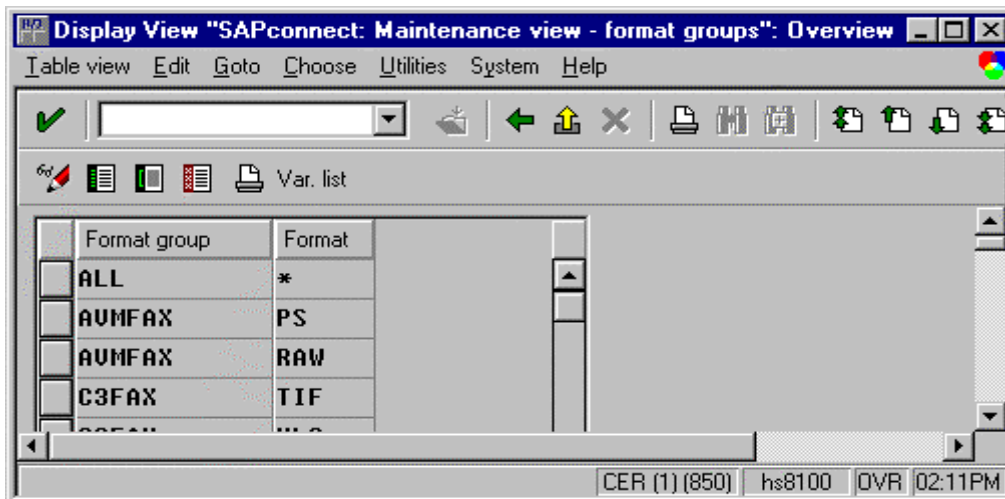 Display View "SAPconnect: Maintenance view - format groups": Overview
Table view Edit Goto Choose Utilities System Help
Var. list
Format group Format
ALL *
AVMFAX PS
AVMFAX RAW
C3FAX TIF
CER (1) (850) hs8100 OVR 02:11PM